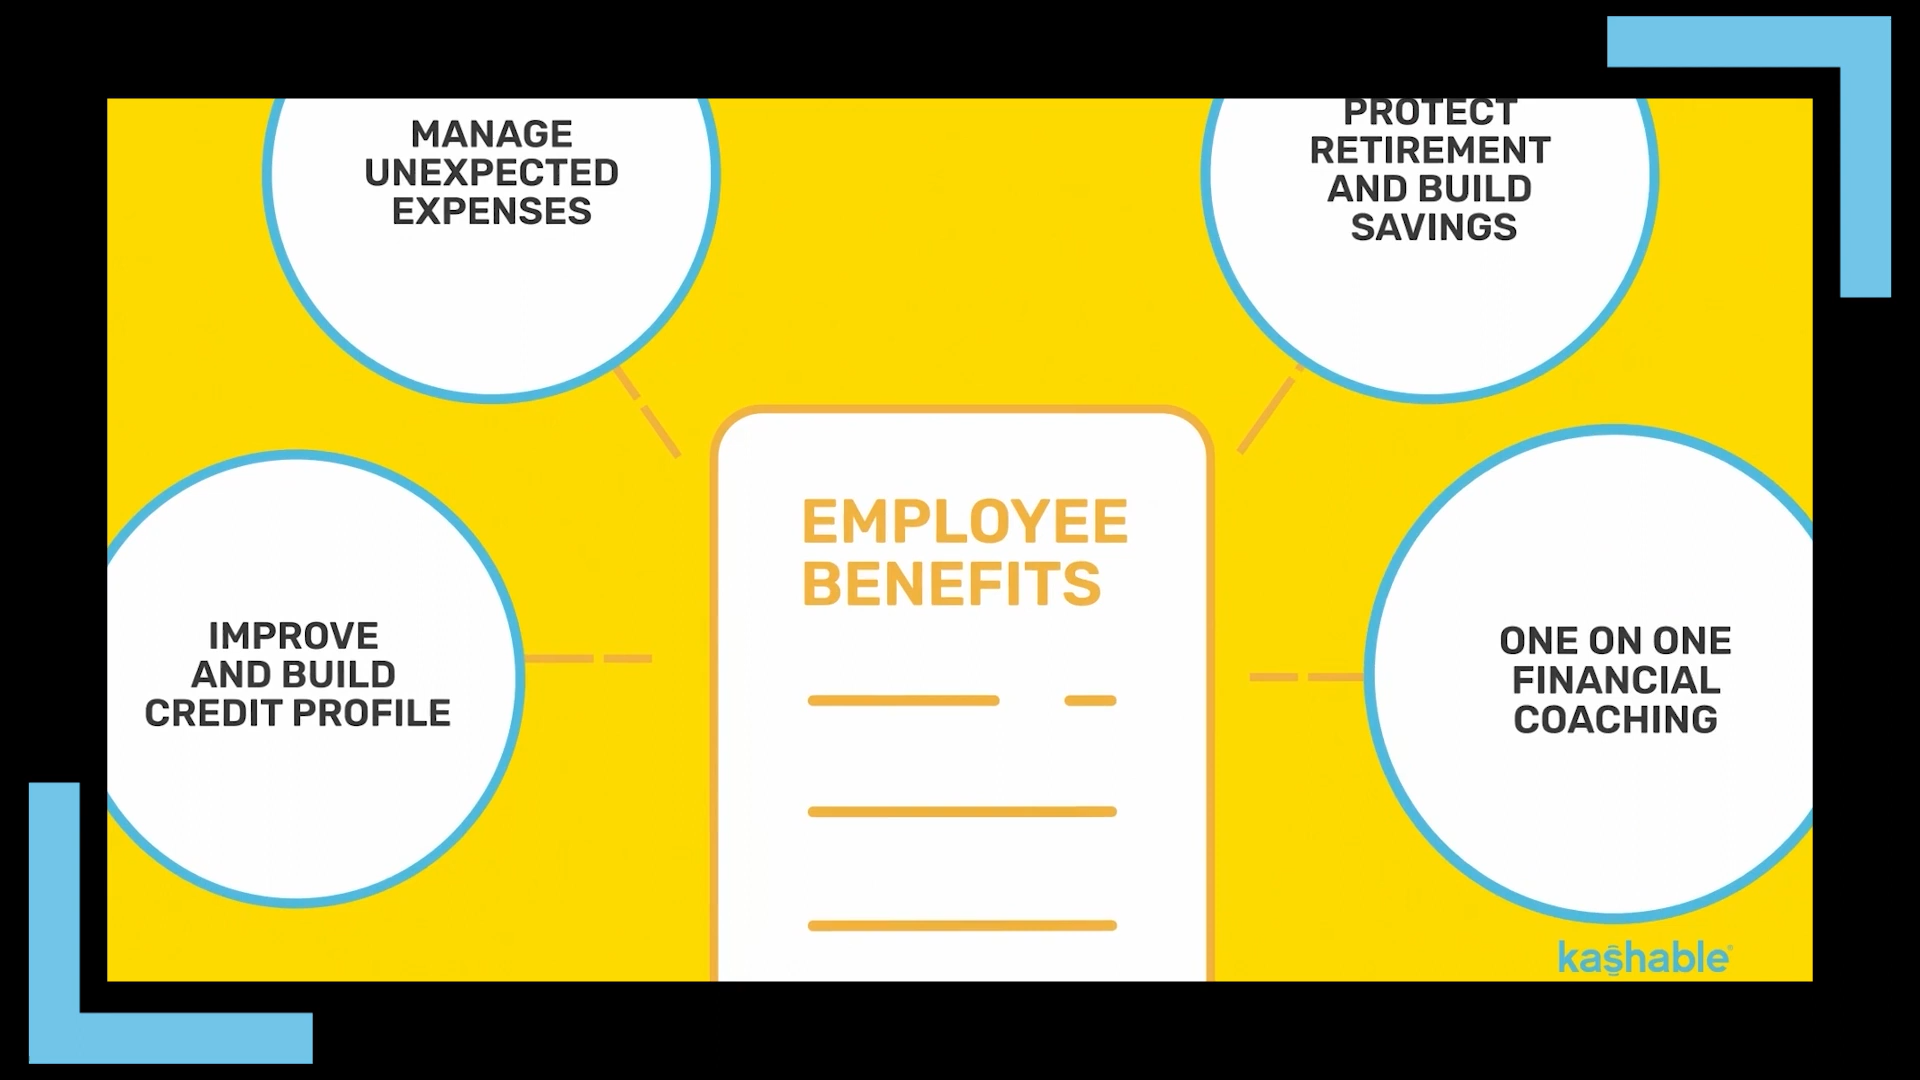 MANAGE
UNEXPECTED
EXPENSES
PROTECT
RETIREMENT
AND BUILD
SAVINGS
EMPLOYEE
BENEFITS
IMPROVE
AND BUILD
CREDIT PROFILE
ONE ON ONE
FINANCIAL
COACHING
kashable®